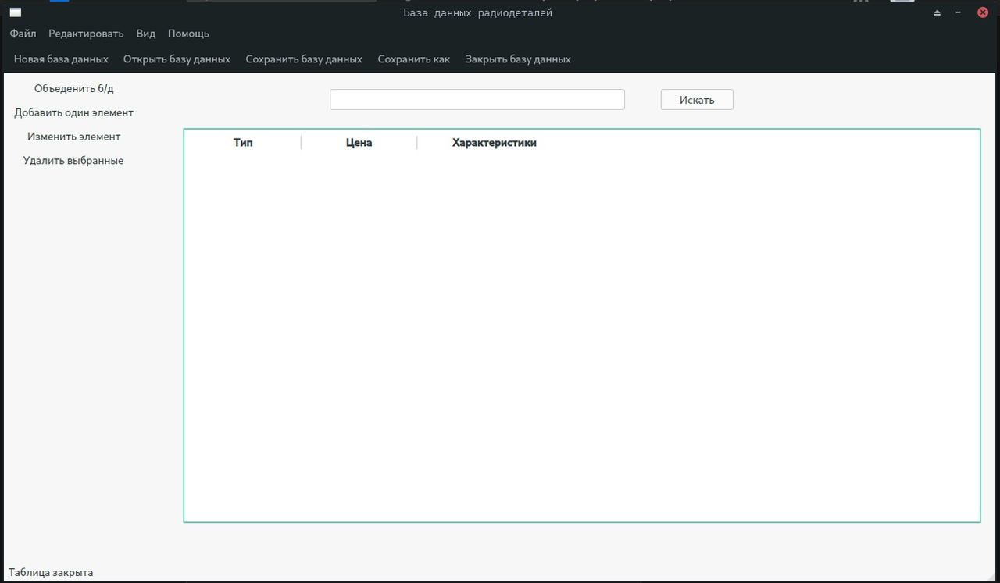 База данных радиодеталей
Файл Редактировать Вид Помощь
Новая база данных Открыть базу данных Сохранить базу данных Сохранить как Закрыть базу данных
Объеденить б/д
Искать
Добавить один элемент
Изменить элемент
Тип Цена Характеристики
Удалить выбранные
Таблица закрыта